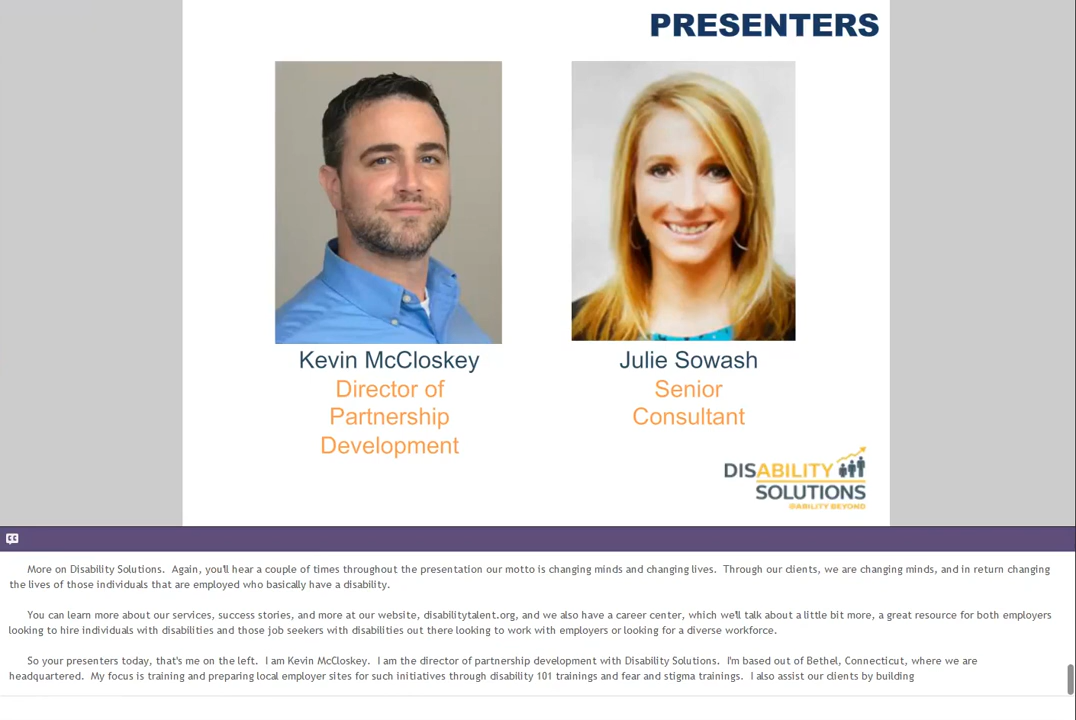 PRESENTERS
Kevin McCloskey
Director of
Partnership
Development
Julie Sowash
Senior
Consultant
DISABILITY
SOLUTIONS
@ABILITY BEYOND
More on Disability Solutions. Again, you'll hear a couple of times throughout the presentation our motto is changing minds and changing lives. Through our clients, we are changing minds, and in return changing
the lives of those individuals that are employed who basically have a disability.
You can learn more about our services, success stories, and more at our website, disabilitytalent.org, and we also have a career center, which we'll talk about a little bit more, a great resource for both employers
looking to hire individuals with disabilities and those job seekers with disabilities out there looking to work with employers or looking for a diverse workforce.
So your presenters today, that's me on the left. I am Kevin McCloskey. I am the director of partnership development with Disability Solutions. I'm based out of Bethel, Connecticut, where we are
headquartered. My focus is training and preparing local employer sites for such initiatives through disability 101 trainings and fear and stigma trainings. I also assist our clients by building